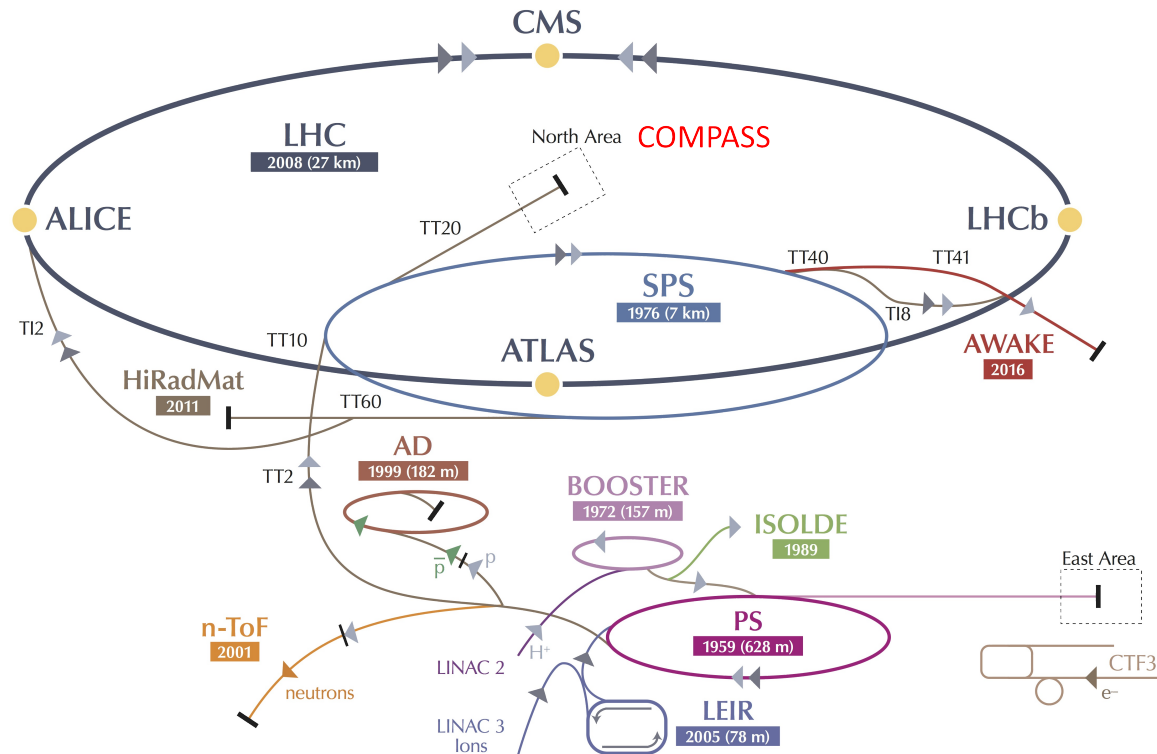 CMS
LHC
2008 (27 km)
North Area
COMPASS
ALICE
LHCb
TT20
TT40
TT41
SPS
1976 (7 km)
TI8
TI2
TT10
ATLAS
AWAKE
2016
HiRadMat
2011
TT60
AD
1999 (182 m)
TT2
BOOSTER
1972 (157 m)
ISOLDE
1989
p̅
p
East Area
n-ToF
2001
PS
1959 (628 m)
neutrons
LINAC 2
H⁺
CTF3
e–
LINAC 3
Ions
LEIR
2005 (78 m)